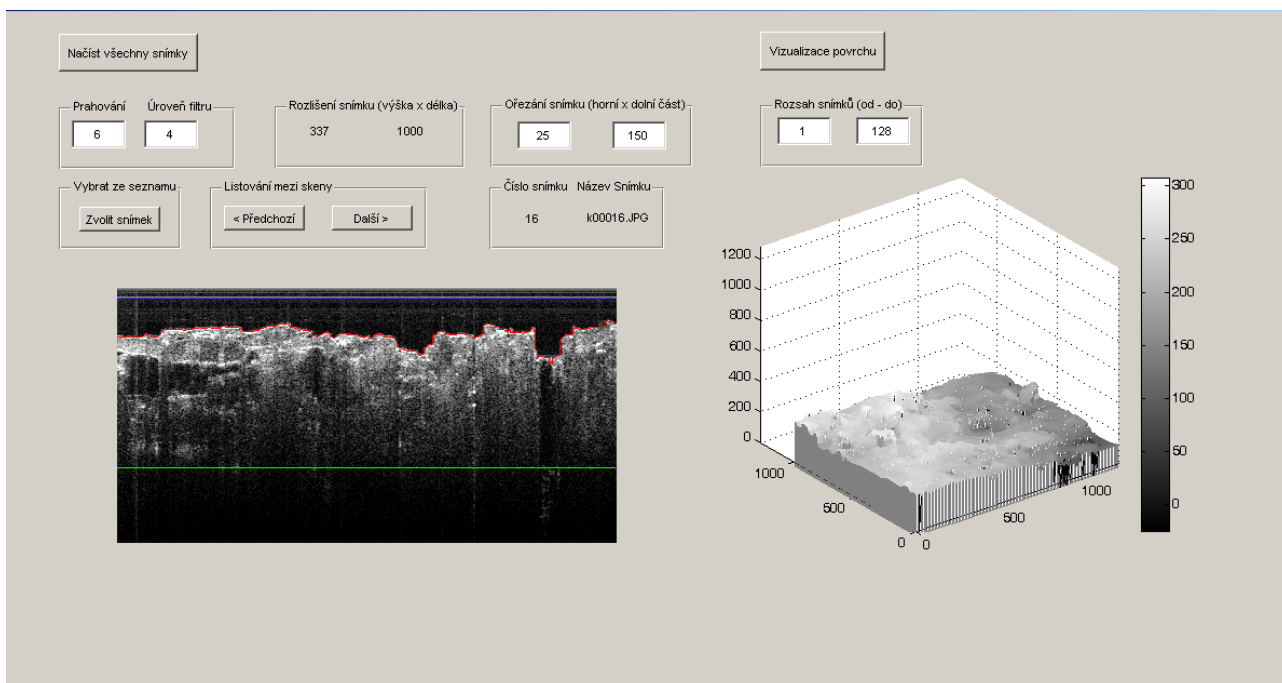 Načíst všechny snímky
Vizualizace povrchu
Prahování Úroveň filtru
6 4
Rozlišení snímku (výška x délka)
337 1000
Ořezání snímku (horní x dolní část)
25 150
Rozsah snímků (od - do)
1 128
Vybrat ze seznamu
Zvolit snímek
Listování mezi skeny
< Předchozí Další >
Číslo snímku Název Snímku
16 k00016.JPG
1200
1000
800
600
400
200
0
1000
500
0
0
500
1000
300
250
200
150
100
50
0